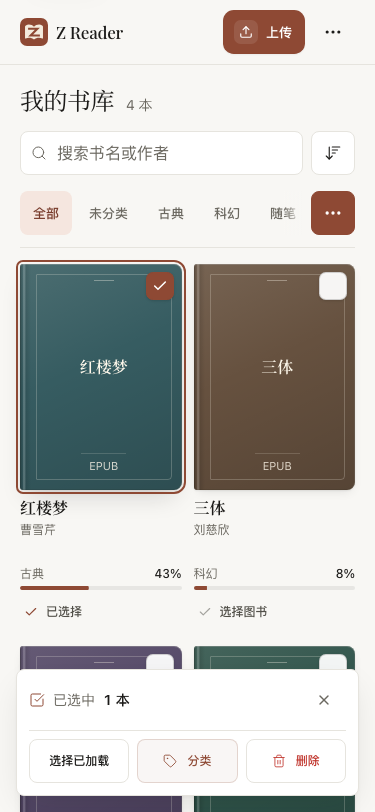 Z Reader
上传
我的书库 4 本
搜索书名或作者
全部 未分类 古典 科幻 随笔
红楼梦
EPUB
三体
EPUB
红楼梦
曹雪芹
古典 43%
已选择
三体
刘慈欣
科幻 8%
选择图书
已选中 1 本
选择已加载 分类 删除